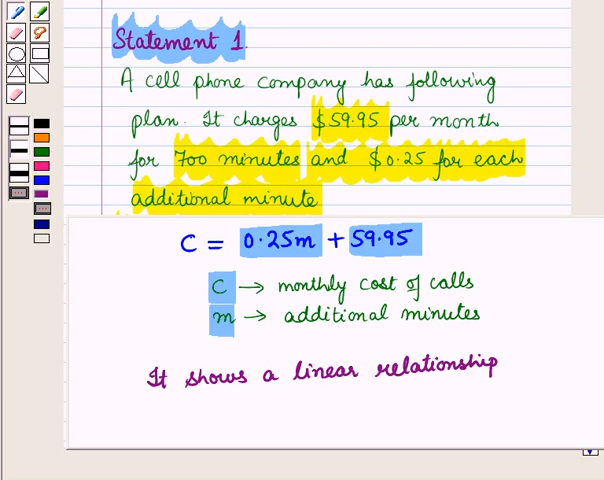 Statement 1.
A cell phone company has following
plan. It charges $59.95 per month
for 700 minutes and $0.25 for each
additional minute
C = 0.25m + 59.95
C → monthly cost of calls
m → additional minutes
It shows a linear relationship